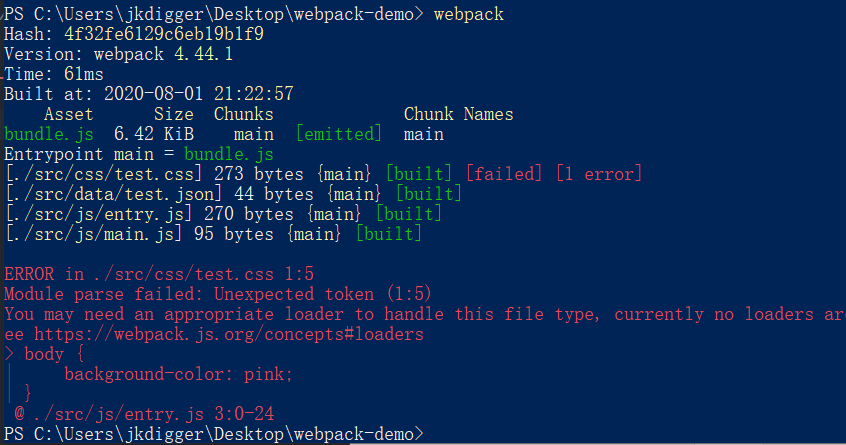 PS C:\Users\jkdigger\Desktop\webpack-demo> webpack
Hash: 4f32fe6129c6eb19b1f9
Version: webpack 4.44.1
Time: 61ms
Built at: 2020-08-01 21:22:57
Asset Size Chunks Chunk Names
bundle.js 6.42 KiB main [emitted] main
Entrypoint main = bundle.js
[./src/css/test.css] 273 bytes {main} [built] [failed] [1 error]
[./src/data/test.json] 44 bytes {main} [built]
[./src/js/entry.js] 270 bytes {main} [built]
[./src/js/main.js] 95 bytes {main} [built]
ERROR in ./src/css/test.css 1:5
Module parse failed: Unexpected token (1:5)
You may need an appropriate loader to handle this file type, currently no loaders ar
ee https://webpack.js.org/concepts#loaders
> body {
|     background-color: pink;
| }
@ ./src/js/entry.js 3:0-24
PS C:\Users\jkdigger\Desktop\webpack-demo>